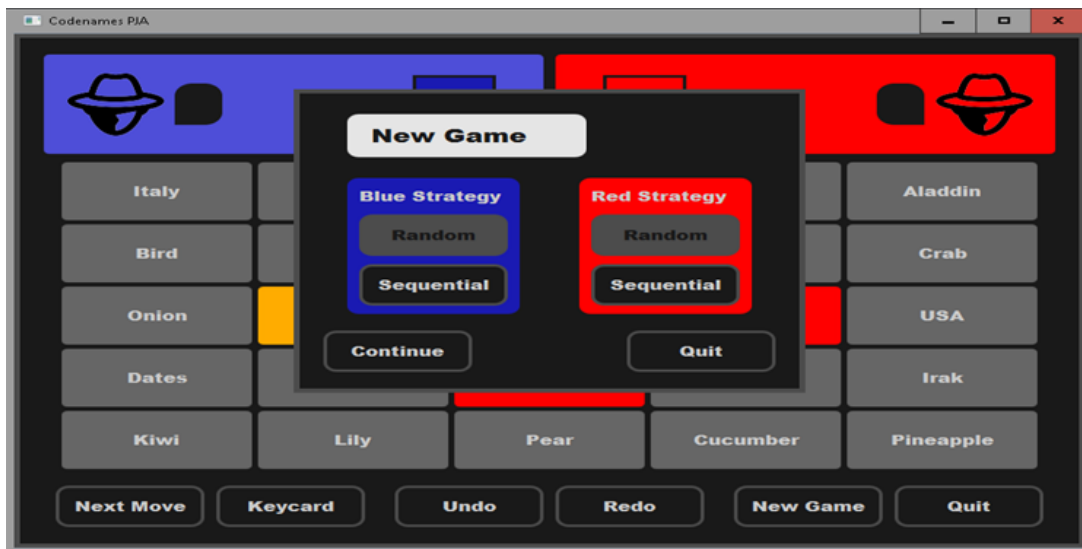 Codenames PJA
New Game
Blue Strategy Red Strategy
Random Random
Sequential Sequential
Continue Quit
Italy Aladdin
Bird Crab
Onion USA
Dates Irak
Kiwi Lily Pear Cucumber Pineapple
Next Move Keycard Undo Redo New Game Quit